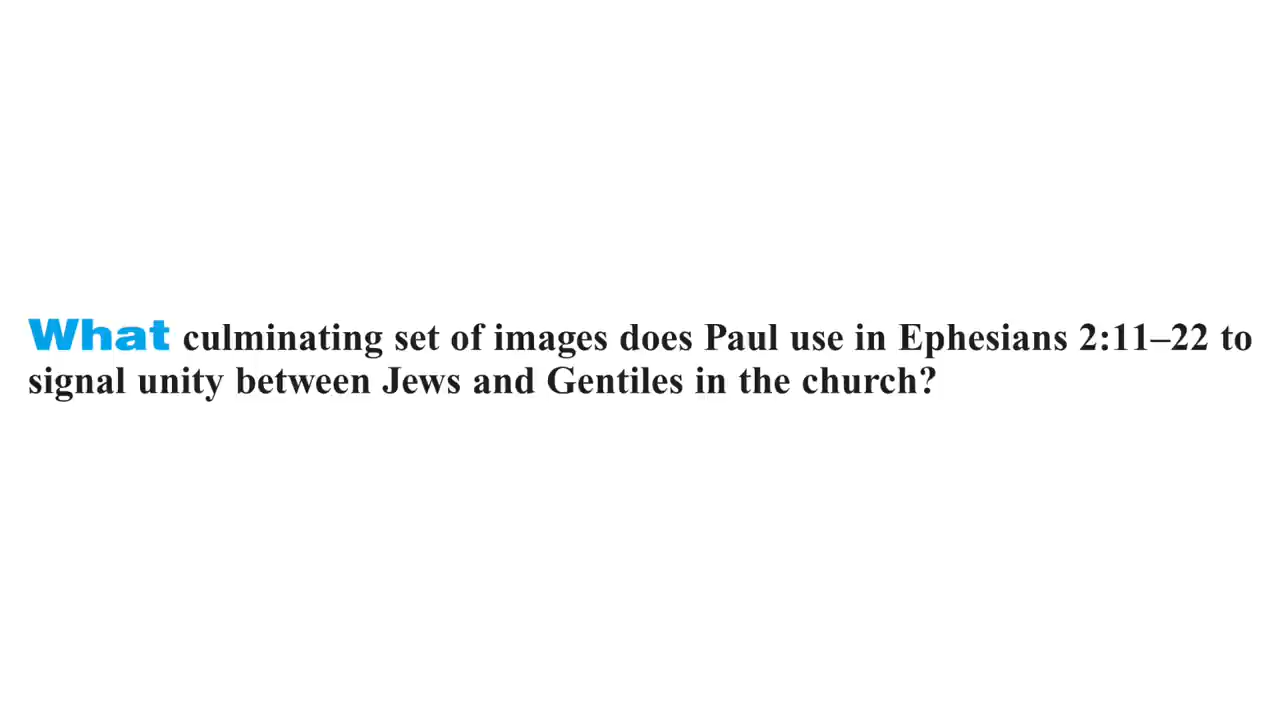 What culminating set of images does Paul use in Ephesians 2:11–22 to
signal unity between Jews and Gentiles in the church?